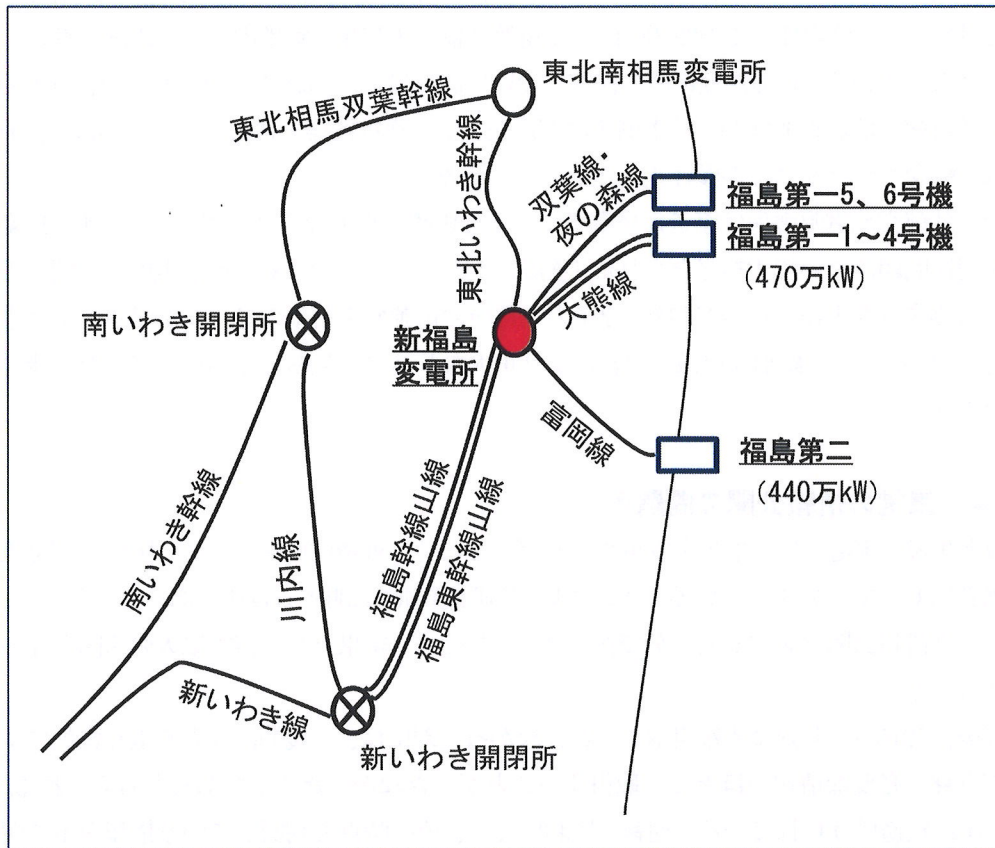 東北南相馬変電所
東北相馬双葉幹線
東北いわき幹線
双葉線・
夜の森線
福島第一5、6号機
福島第一1～4号機
(470万kW)
大熊線
南いわき開閉所
新福島
変電所
富岡線
福島第二
(440万kW)
南いわき幹線
川内線
福島幹線山線
福島東幹線山線
新いわき線
新いわき開閉所